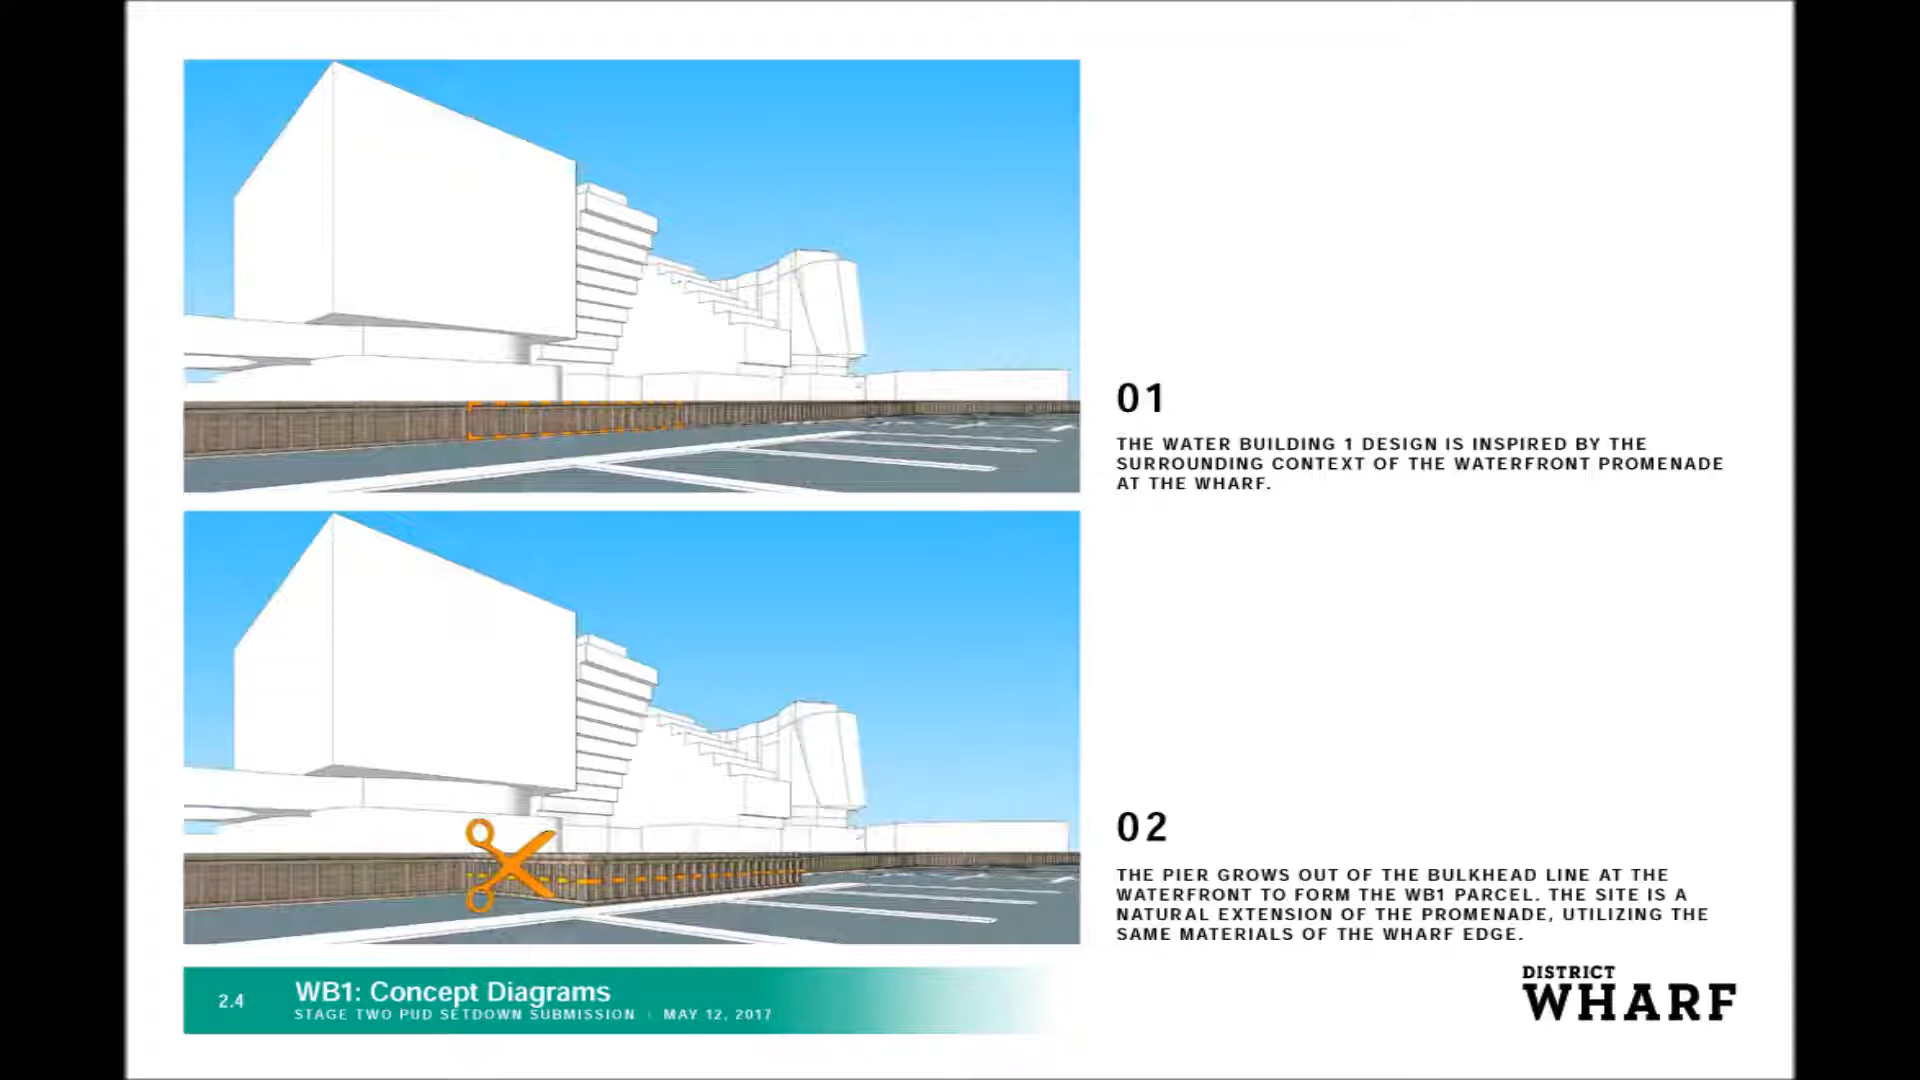 01
THE WATER BUILDING 1 DESIGN IS INSPIRED BY THE
SURROUNDING CONTEXT OF THE WATERFRONT PROMENADE
AT THE WHARF.
02
THE PIER GROWS OUT OF THE BULKHEAD LINE AT THE
WATERFRONT TO FORM THE WB1 PARCEL. THE SITE IS A
NATURAL EXTENSION OF THE PROMENADE, UTILIZING THE
SAME MATERIALS OF THE WHARF EDGE.
2.4
WB1: Concept Diagrams
STAGE TWO PUD SETDOWN SUBMISSION | MAY 12, 2017
DISTRICT
WHARF